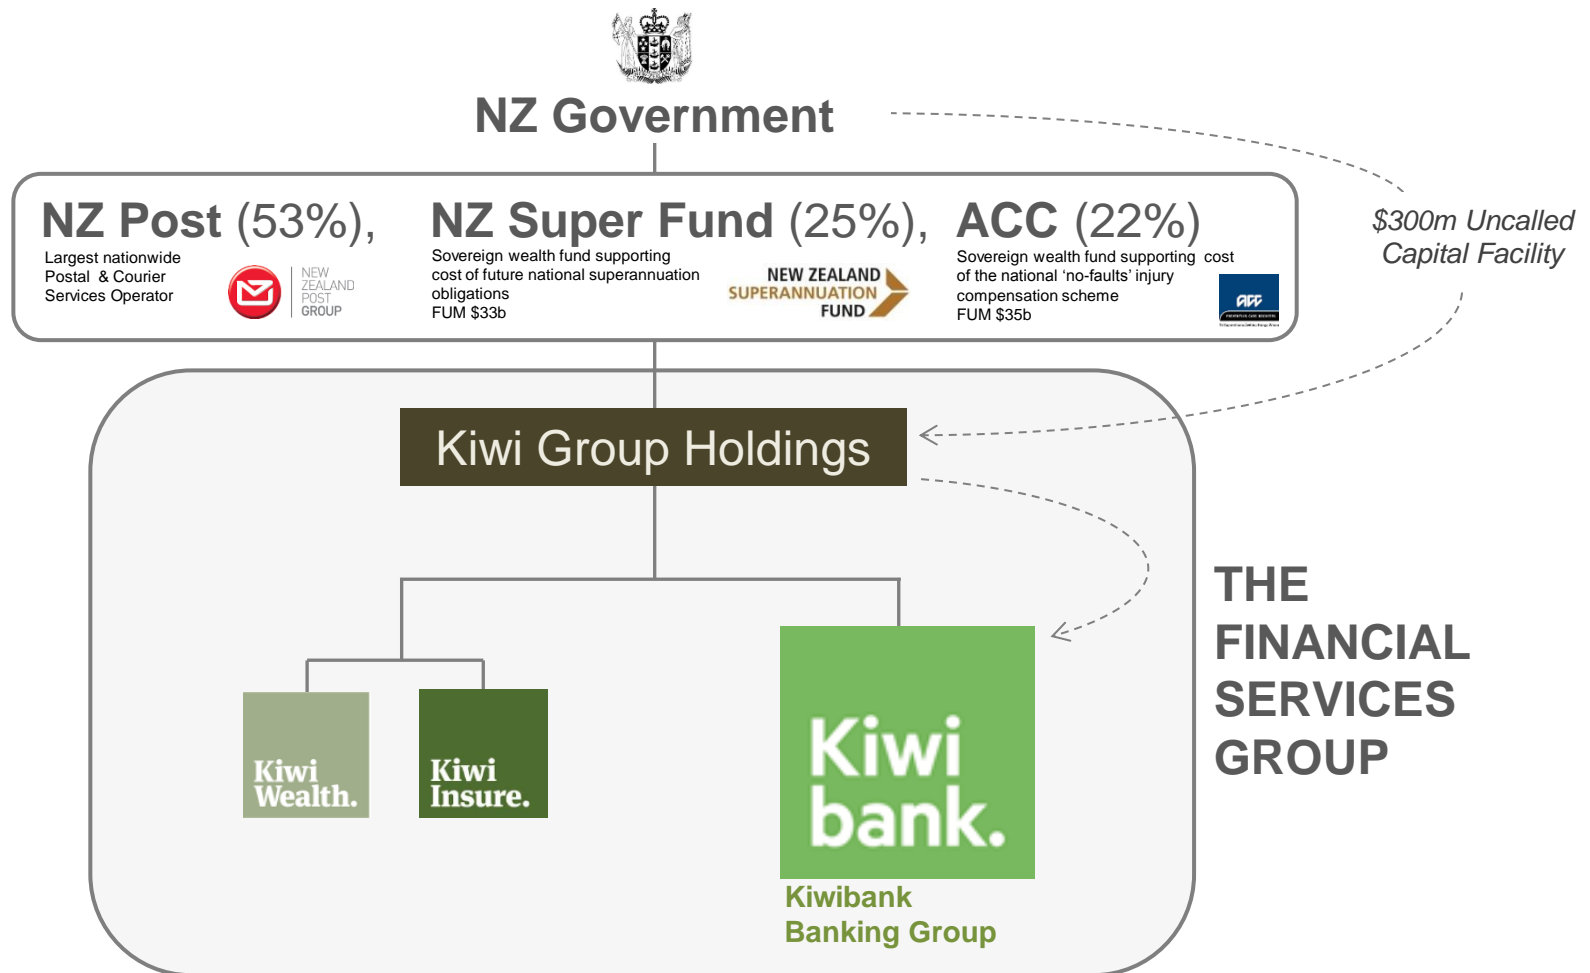 NZ Government
NZ Post (53%),
Largest nationwide
Postal & Courier
Services Operator
NEW
ZEALAND
POST
GROUP
NZ Super Fund (25%),
Sovereign wealth fund supporting
cost of future national superannuation
obligations
FUM $33b
NEW ZEALAND
SUPERANNUATION
FUND
ACC (22%)
Sovereign wealth fund supporting cost
of the national ‘no-faults’ injury
compensation scheme
FUM $35b
$300m Uncalled
Capital Facility
Kiwi Group Holdings
Kiwi
Wealth.
Kiwi
Insure.
Kiwi
bank.
Kiwibank
Banking Group
THE
FINANCIAL
SERVICES
GROUP